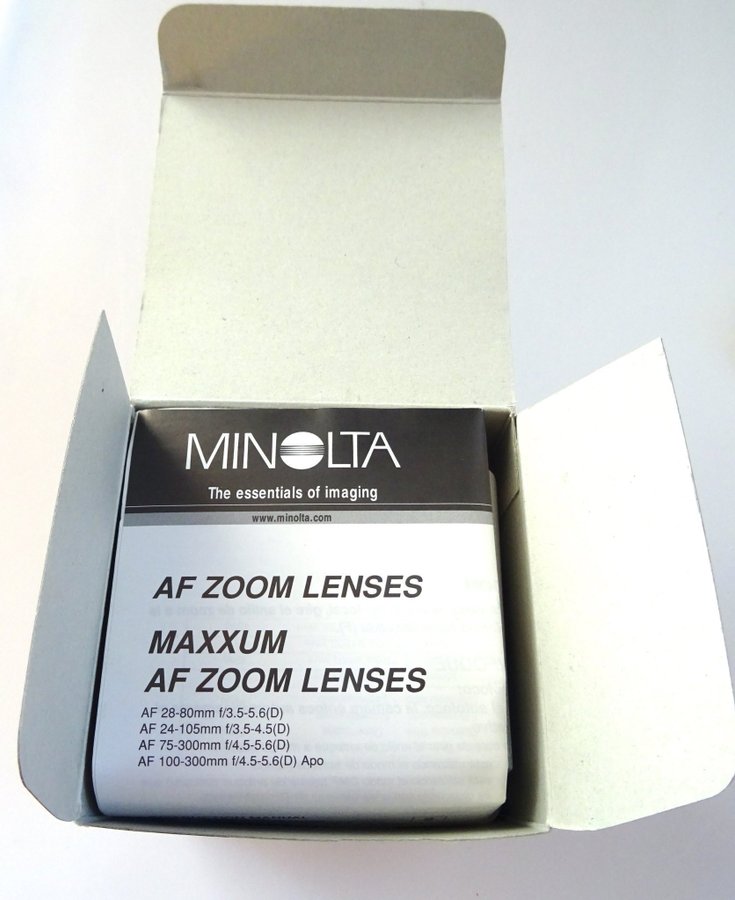 MINOLTA
The essentials of imaging
www.minolta.com
AF ZOOM LENSES
MAXXUM
AF ZOOM LENSES
AF 28-80mm f/3.5-5.6(D)
AF 24-105mm f/3.5-4.5(D)
AF 75-300mm f/4.5-5.6(D)
AF 100-300mm f/4.5-5.6(D) Apo